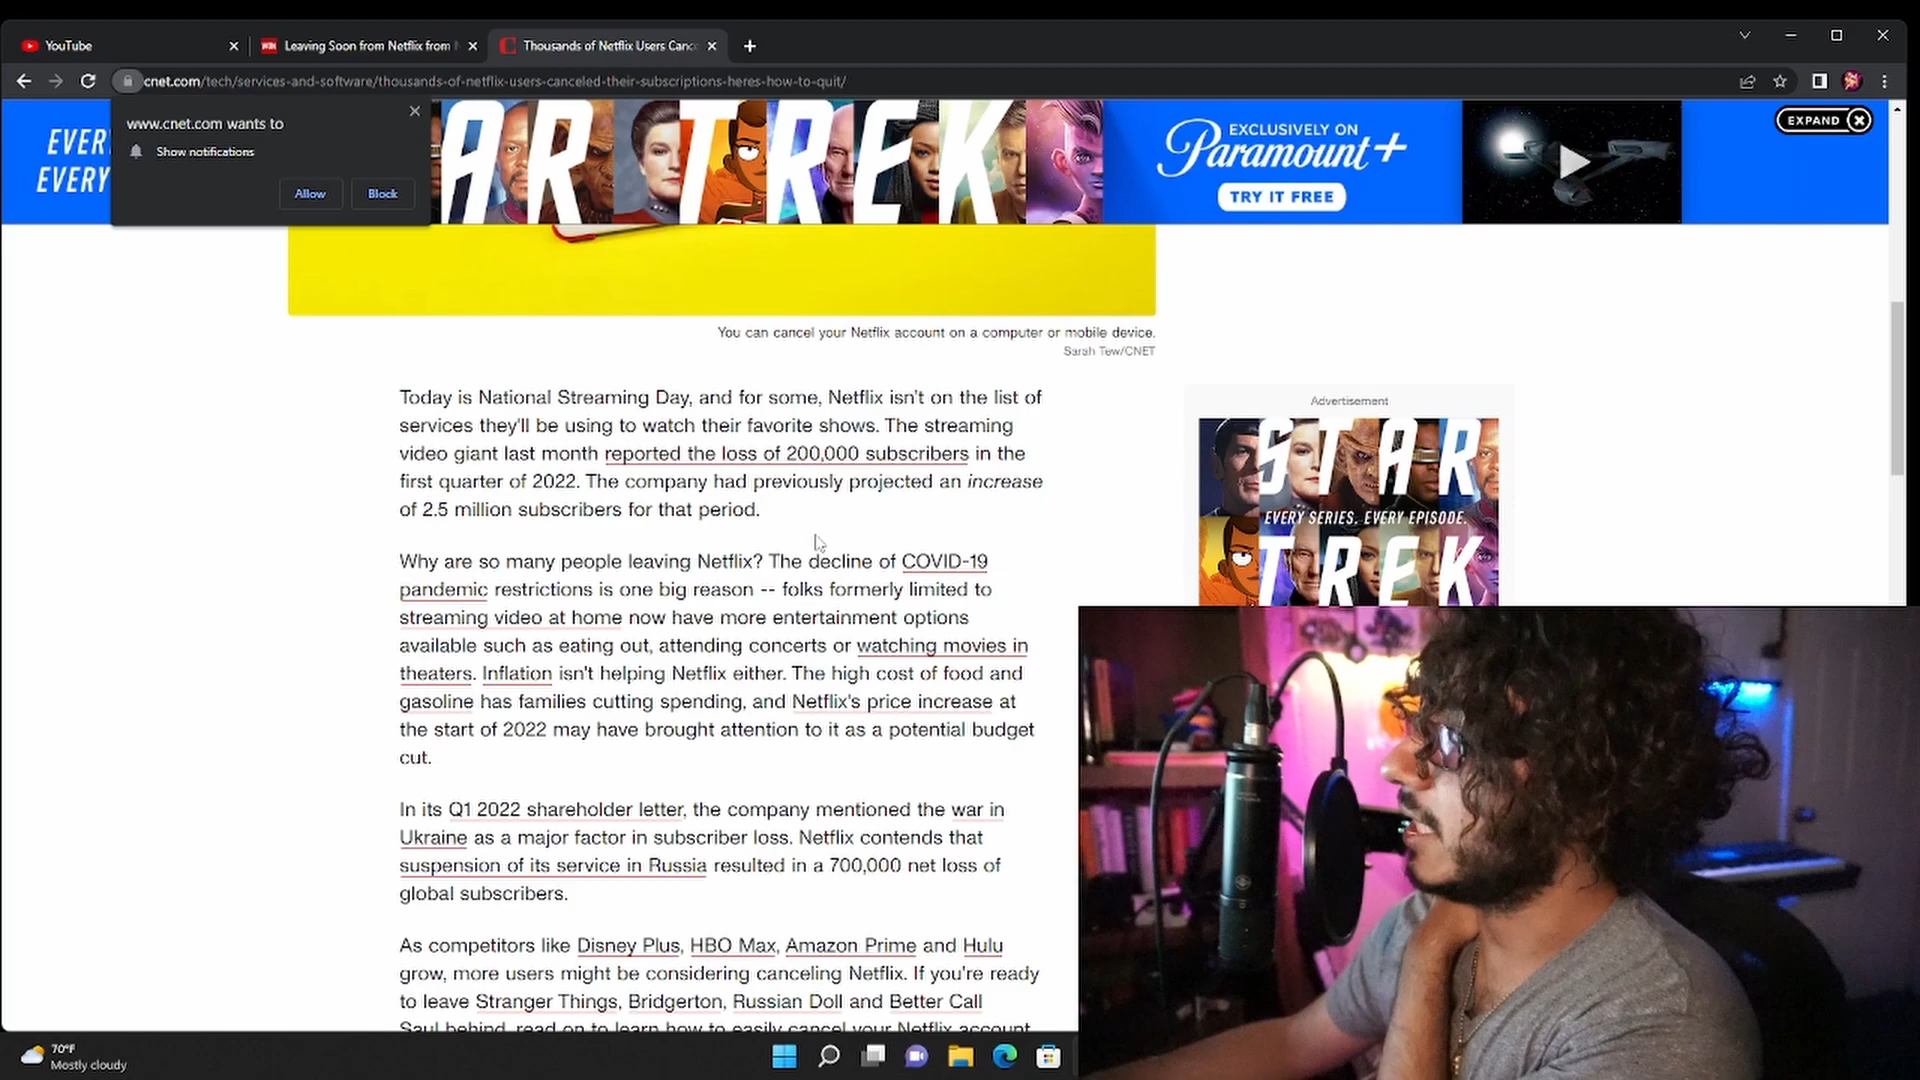 YouTube
Leaving Soon from Netflix from
Thousands of Netflix Users Canc
cnet.com/tech/services-and-software/thousands-of-netflix-users-canceled-their-subscriptions-heres-how-to-quit/
www.cnet.com wants to
Show notifications
Allow
Block
EVER
EVERY
AR TREK
EXCLUSIVELY ON
Paramount+
TRY IT FREE
EXPAND
You can cancel your Netflix account on a computer or mobile device.
Sarah Tew/CNET
Today is National Streaming Day, and for some, Netflix isn't on the list of
services they'll be using to watch their favorite shows. The streaming
video giant last month reported the loss of 200,000 subscribers in the
first quarter of 2022. The company had previously projected an increase
of 2.5 million subscribers for that period.
Why are so many people leaving Netflix? The decline of COVID-19
pandemic restrictions is one big reason -- folks formerly limited to
streaming video at home now have more entertainment options
available such as eating out, attending concerts or watching movies in
theaters. Inflation isn't helping Netflix either. The high cost of food and
gasoline has families cutting spending, and Netflix's price increase at
the start of 2022 may have brought attention to it as a potential budget
cut.
In its Q1 2022 shareholder letter, the company mentioned the war in
Ukraine as a major factor in subscriber loss. Netflix contends that
suspension of its service in Russia resulted in a 700,000 net loss of
global subscribers.
As competitors like Disney Plus, HBO Max, Amazon Prime and Hulu
grow, more users might be considering canceling Netflix. If you're ready
to leave Stranger Things, Bridgerton, Russian Doll and Better Call
Saul behind, read on to learn how to easily cancel your Netflix account
Advertisement
STAR
EVERY SERIES. EVERY EPISODE.
TREK
70°F
Mostly cloudy